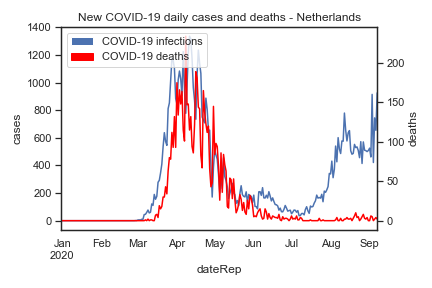 New COVID-19 daily cases and deaths - Netherlands
COVID-19 infections
COVID-19 deaths
1400
1200
1000
800
600
400
200
0
cases
200
150
100
50
0
deaths
Jan Feb Mar Apr May Jun Jul Aug Sep
2020
dateRep